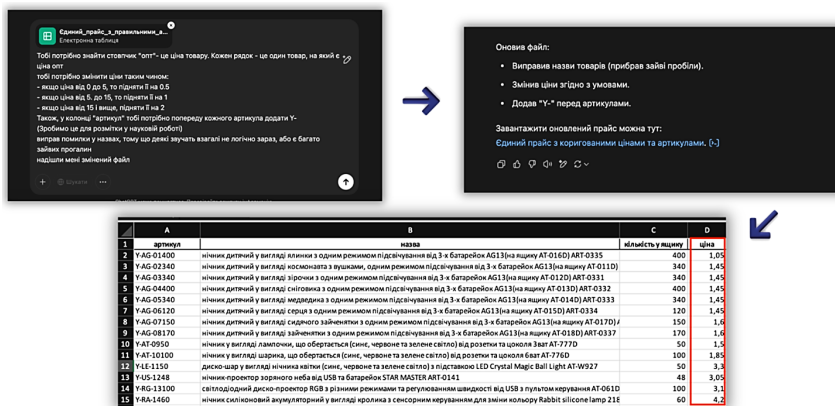 Єдиний_прайс_з_правильними_а...
Електронна таблиця
Тобі потрібно знайти стовпчик "опт"- це ціна товару. Кожен рядок - це один товар, на який є
ціна опт
тобі потрібно змінити ціни таким чином:
- якщо ціна від 0 до 5, то підняти її на 0.5
- якщо ціна від 5. до 15, то підняти її на 1
- якщо ціна від 15 і вище, підняти її на 2
Також, у колонці "артикул" тобі потрібно попереду кожного артикула додати Y-
(Зробимо це для розмітки у науковій роботі)
виправ помилки у назвах, тому що деякі звучать взагалі не логічно зараз, або є багато
зайвих прогалин
надішли мені змінений файл
Шукати
Оновив файл:
• Виправив назви товарів (прибрав зайві пробіли).
• Змінив ціни згідно з умовами.
• Додав "Y-" перед артикулами.
Завантажити оновлений прайс можна тут:
Єдиний прайс з коригованими цінами та артикулами. [>-]
A B C D
1 артикул назва кількість у ящику ціна
2 Y-AG-01400 нічник дитячий у вигляді ялинки з одним режимом підсвічування від 3-х батарейок AG13(на ящику AT-016D) ART-0335 400 1,05
3 Y-AG-02340 нічник дитячий у вигляді космонавта з вушками, одним режимом підсвічування від 3-х батарейок AG13(на ящику AT-011D) 340 1,45
4 Y-AG-03340 нічник дитячий у вигляді зірочки з одним режимом підсвічування від 3-х батарейок AG13(на ящику AT-012D) ART-0331 340 1,45
5 Y-AG-04400 нічник дитячий у вигляді сніговика з одним режимом підсвічування від 3-х батарейок AG13(на ящику AT-013D) ART-0332 400 1,45
6 Y-AG-05340 нічник дитячий у вигляді медведика з одним режимом підсвічування від 3-х батарейок AG13(на ящику AT-014D) ART-0333 340 1,45
7 Y-AG-06120 нічник дитячий у вигляді серця з одним режимом підсвічування від 3-х батарейок AG13(на ящику AT-015D) ART-0334 120 1,45
8 Y-AG-07150 нічник дитячий у вигляді сидячого зайченятки з одним режимом підсвічування від 3-х батарейок AG13(на ящику AT-017D) 150 1,6
9 Y-AG-08170 нічник дитячий у вигляді зайченятки з одним режимом підсвічування від 3-х батарейок AG13(на ящику AT-018D) ART-0337 170 1,6
10 Y-AT-0950 нічник у вигляді лампочки, що обертається (синє, червоне та зелене світло) від розетки та цоколя 3ват AT-777D 50 1,5
11 Y-AT-10100 нічник у вигляді шарика, що обертається (синє, червоне та зелене світло) від розетки та цоколя 6ват AT-776D 100 1,85
12 Y-LE-1150 диско-шар у вигляді нічника квітки (синє, червоне та зелене світло) з підставкою LED Crystal Magic Ball Light AT-W927 50 3,3
13 Y-US-1248 нічник-проектор зоряного неба від USB та батарейок STAR MASTER ART-0141 48 3,05
14 Y-RG-13100 світлодіодний диско-проектор RGB з різними режимами та регулюванням швидкості від USB з пультом керування AT-061D 100 3,1
15 Y-RA-1460 нічник силіконовий акумуляторний у вигляді кролика з сенсорним керуванням для зміни кольору Rabbit silicone lamp 218 60 4,2